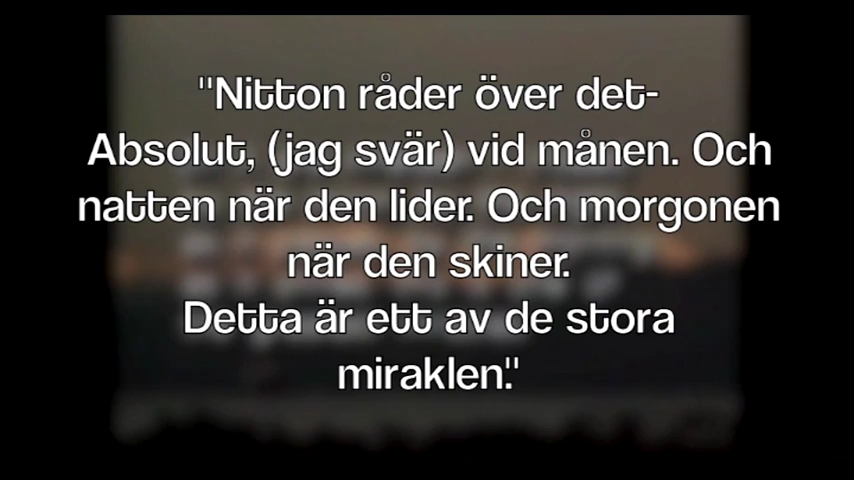 "Nitton råder över det-
Absolut, (jag svär) vid månen. Och
natten när den lider. Och morgonen
när den skiner.
Detta är ett av de stora
miraklen."